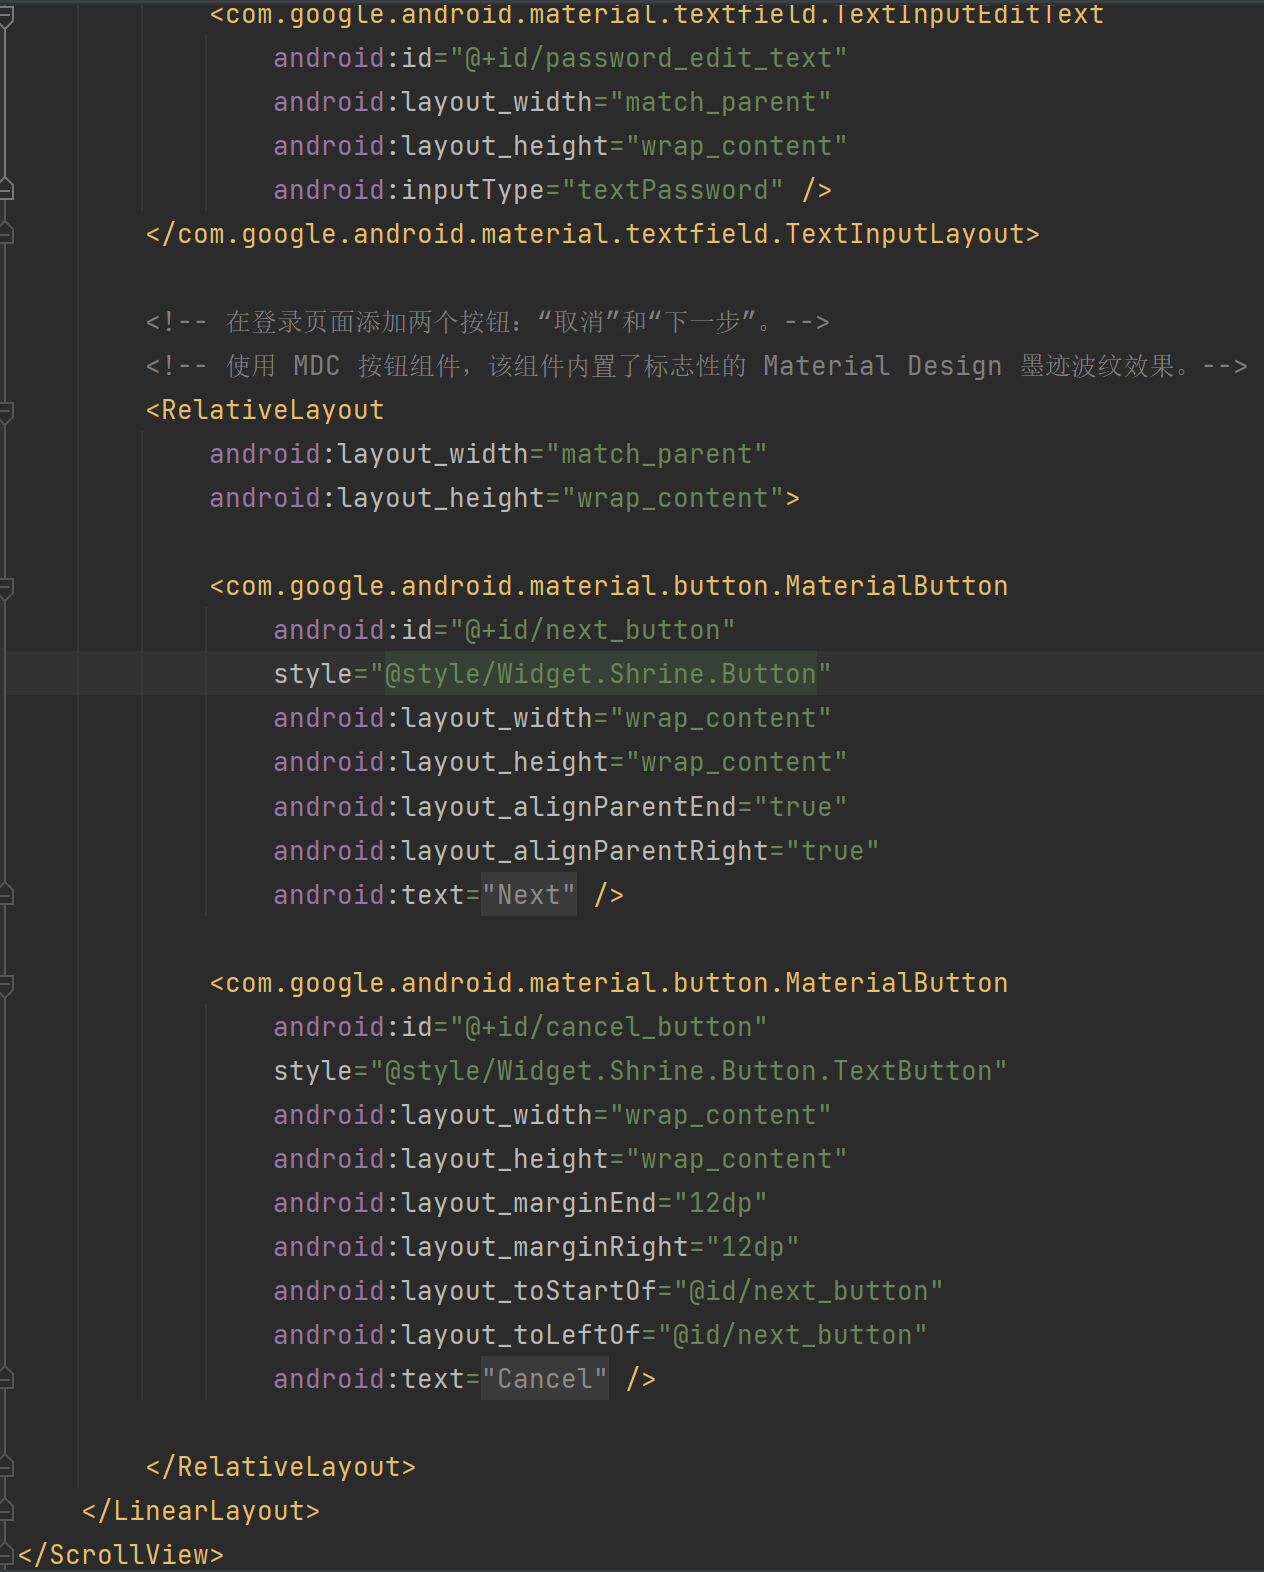 <com.google.android.material.textfield.TextInputEditText
android:id="@+id/password_edit_text"
android:layout_width="match_parent"
android:layout_height="wrap_content"
android:inputType="textPassword" />
</com.google.android.material.textfield.TextInputLayout>
<!-- 在登录页面添加两个按钮：“取消”和“下一步”。-->
<!-- 使用 MDC 按钮组件，该组件内置了标志性的 Material Design 墨迹波纹效果。-->
<RelativeLayout
android:layout_width="match_parent"
android:layout_height="wrap_content">
<com.google.android.material.button.MaterialButton
android:id="@+id/next_button"
style="@style/Widget.Shrine.Button"
android:layout_width="wrap_content"
android:layout_height="wrap_content"
android:layout_alignParentEnd="true"
android:layout_alignParentRight="true"
android:text="Next" />
<com.google.android.material.button.MaterialButton
android:id="@+id/cancel_button"
style="@style/Widget.Shrine.Button.TextButton"
android:layout_width="wrap_content"
android:layout_height="wrap_content"
android:layout_marginEnd="12dp"
android:layout_marginRight="12dp"
android:layout_toStartOf="@id/next_button"
android:layout_toLeftOf="@id/next_button"
android:text="Cancel" />
</RelativeLayout>
</LinearLayout>
</ScrollView>